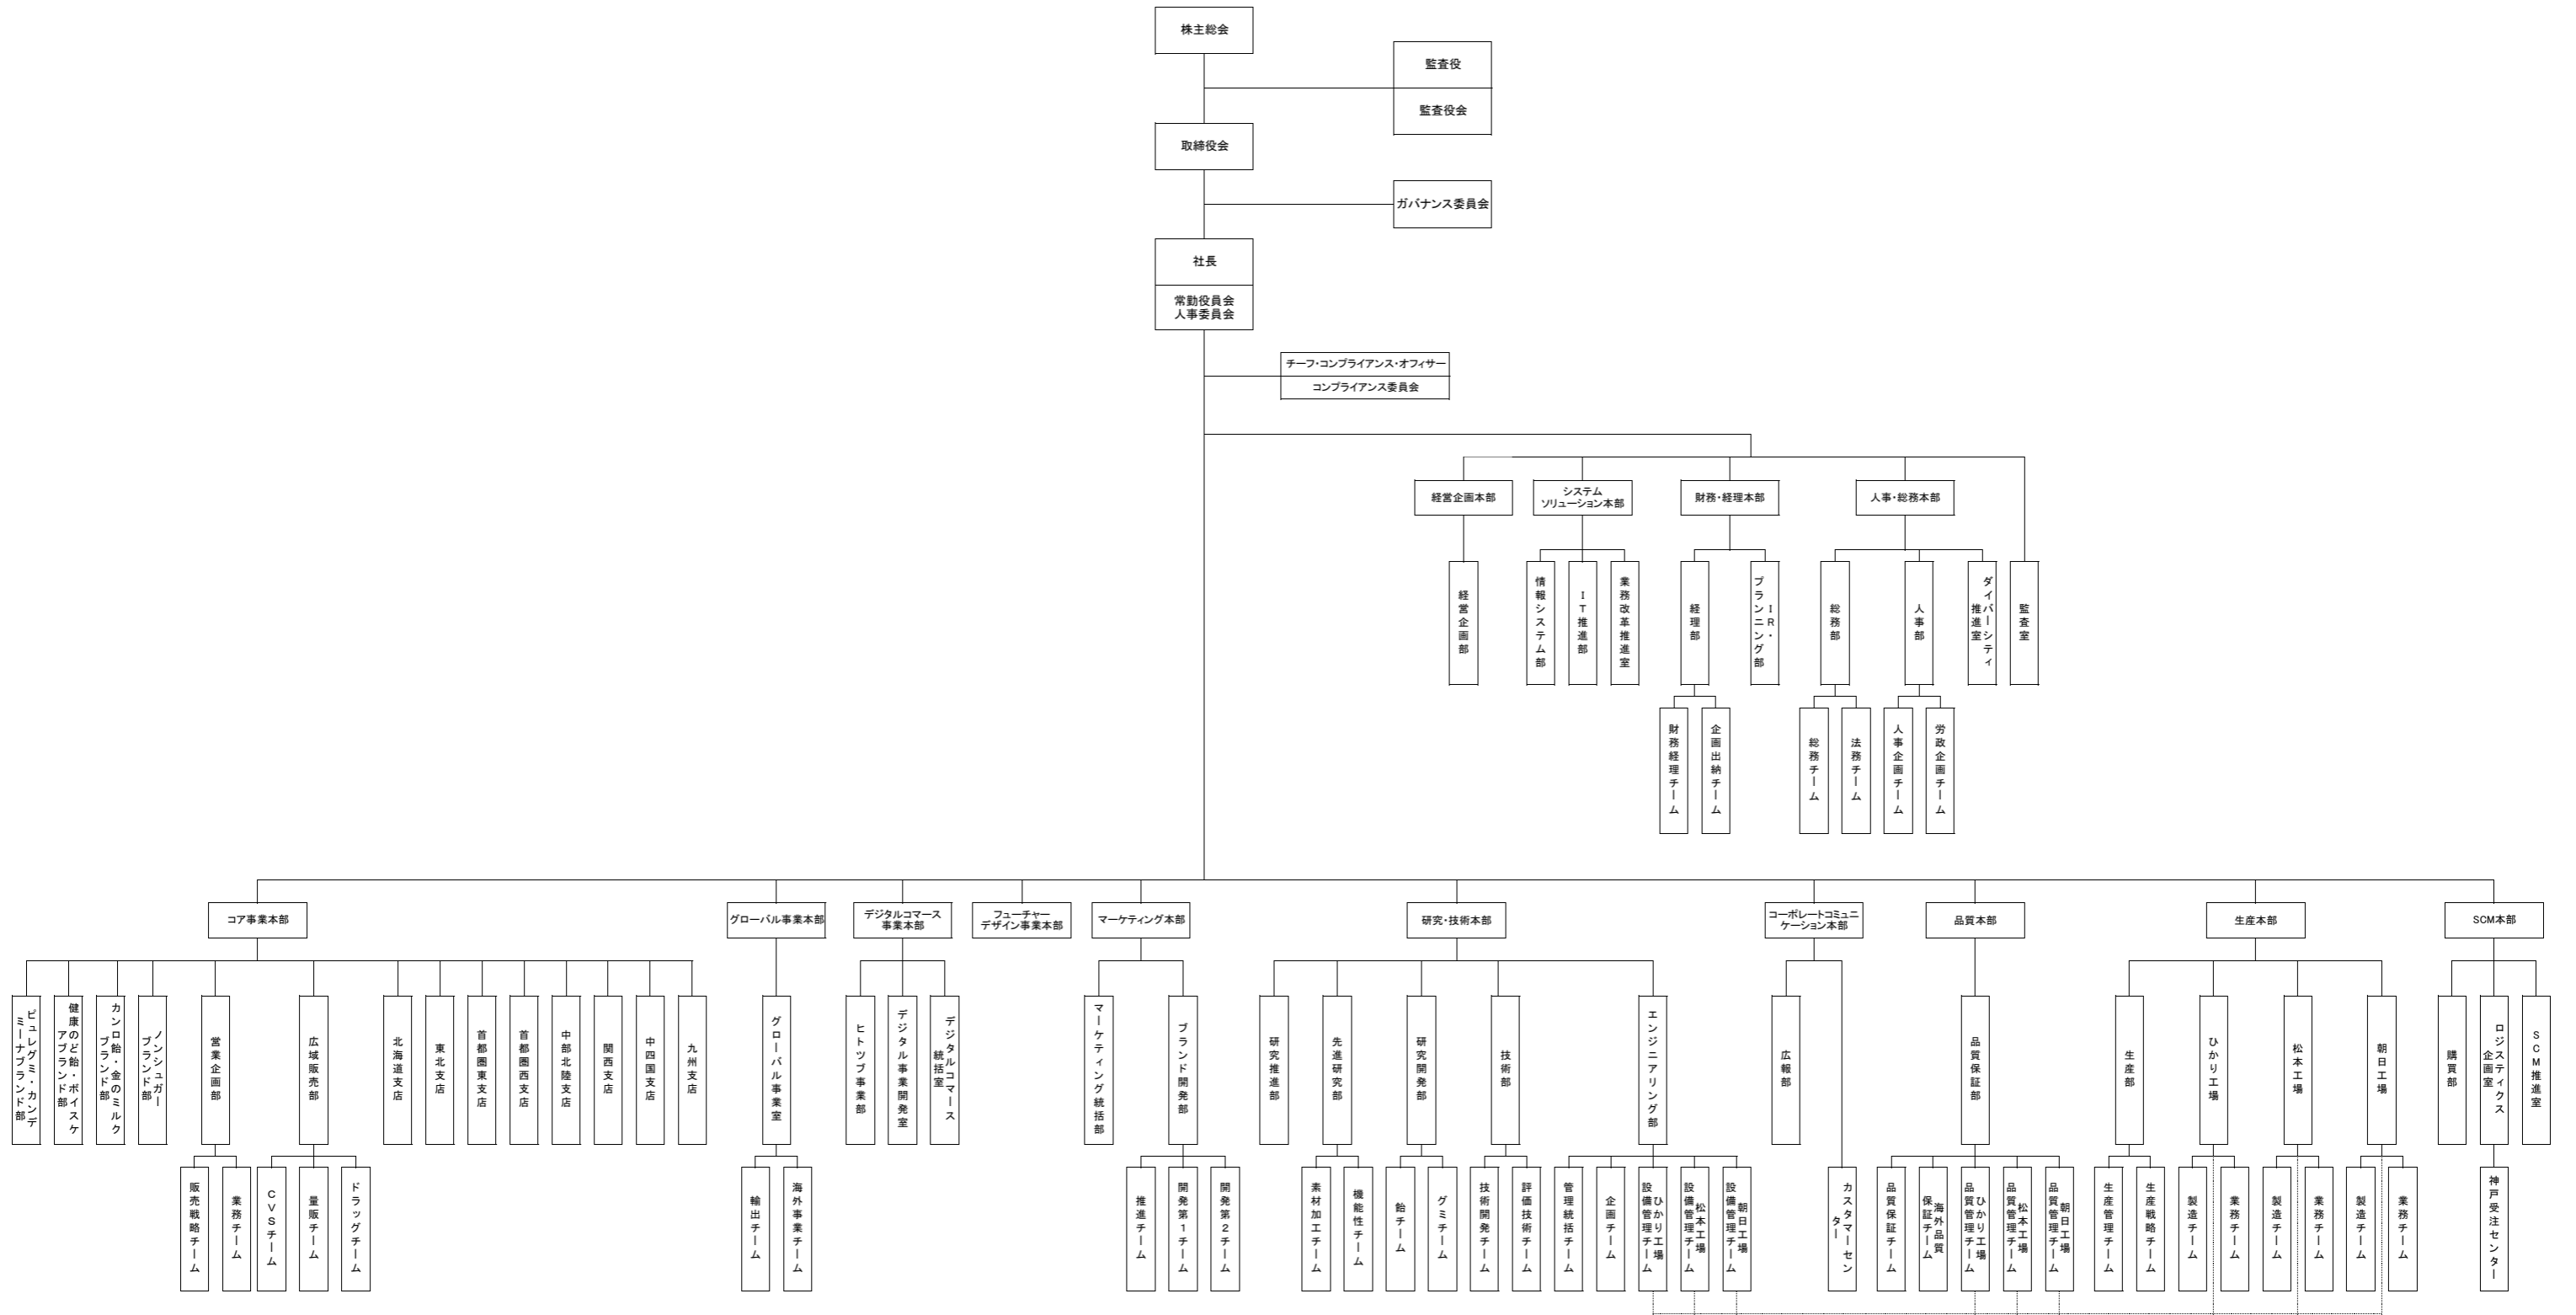 株主総会
監査役
監査役会
取締役会
ガバナンス委員会
社長
常勤役員会
人事委員会
チーフ・コンプライアンス・オフィサー
コンプライアンス委員会
経営企画本部
システム
ソリューション本部
財務・経理本部
人事・総務本部
経営企画部
情報システム部
IT推進部
業務改革推進室
経理部
IR・
プランニング部
総務部
人事部
ダイバーシティ
推進室
監査室
財務経理チーム
企画出納チーム
総務チーム
法務チーム
人事企画チーム
労政企画チーム
コア事業本部
グローバル事業本部
デジタルコマース
事業本部
フューチャー
デザイン事業本部
マーケティング本部
研究・技術本部
コーポレートコミュニ
ケーション本部
品質本部
生産本部
SCM本部
ピュレグミ・カンデ
ミーナブランド部
健康のど飴・ボイスケ
アブランド部
カンロ飴・金のミルク
ブランド部
ノンシュガー
ブランド部
営業企画部
広域販売部
北海道支店
東北支店
首都圏東支店
首都圏西支店
中部北陸支店
関西支店
中四国支店
九州支店
グローバル事業室
ヒトツブ事業部
デジタル事業開発室
デジタルコマース
統括室
マーケティング統括部
ブランド開発部
研究推進部
先進研究部
研究開発部
技術部
エンジニアリング部
広報部
品質保証部
生産部
ひかり工場
松本工場
朝日工場
購買部
ロジスティクス
企画室
SCM推進室
販売戦略チーム
業務チーム
CVSチーム
量販チーム
ドラッグチーム
輸出チーム
海外事業チーム
推進チーム
開発第1チーム
開発第2チーム
素材加工チーム
機能性チーム
飴チーム
グミチーム
技術開発チーム
評価技術チーム
管理統括チーム
企画チーム
ひかり工場
設備管理チーム
松本工場
設備管理チーム
朝日工場
設備管理チーム
カスタマーセン
ター
品質保証チーム
海外品質
保証チーム
ひかり工場
品質管理チーム
松本工場
品質管理チーム
朝日工場
品質管理チーム
生産管理チーム
生産戦略チーム
製造チーム
業務チーム
製造チーム
業務チーム
製造チーム
業務チーム
神戸受注センター